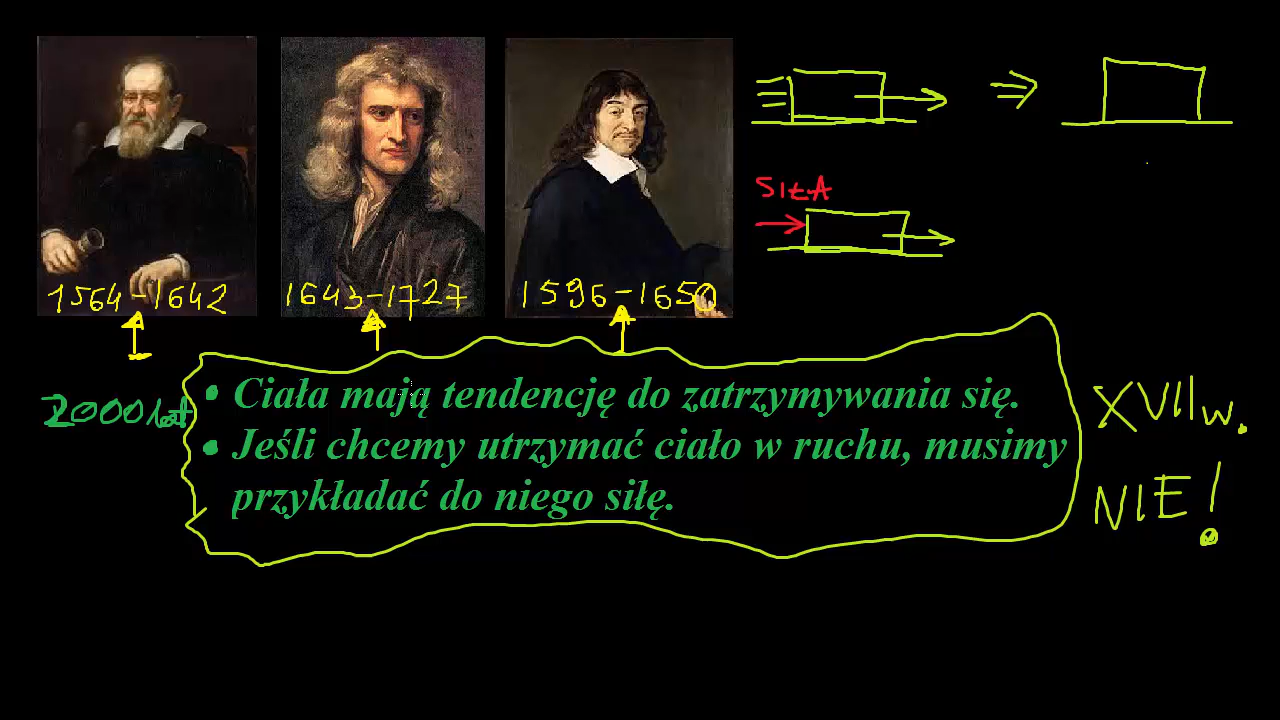 1564-1642
1643-1727
1596-1650
SIŁA
2000 lat
• Ciała mają tendencję do zatrzymywania się.
• Jeśli chcemy utrzymać ciało w ruchu, musimy
przykładać do niego siłę.
XVII w.
NIE!